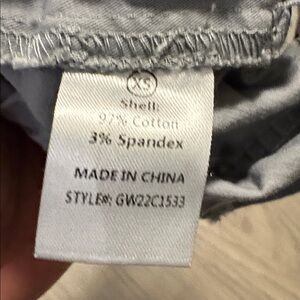 XS
Shell:
97% Cotton
3% Spandex
MADE IN CHINA
STYLE#: GW22C1533